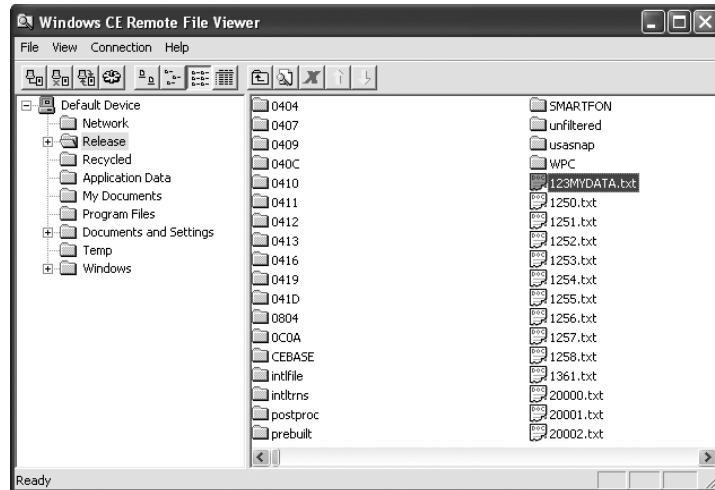 Windows CE Remote File Viewer
File View Connection Help
Default Device
Network
Release
Recycled
Application Data
My Documents
Program Files
Documents and Settings
Temp
Windows
0404
0407
0409
040C
0410
0411
0412
0413
0416
0419
041D
0804
0C0A
CEBASE
intlfile
intltrns
postproc
prebuilt
SMARTFON
unfiltered
usasnap
WPC
123MYDATA.txt
1250.txt
1251.txt
1252.txt
1253.txt
1254.txt
1255.txt
1256.txt
1257.txt
1258.txt
1361.txt
20000.txt
20001.txt
20002.txt
Ready